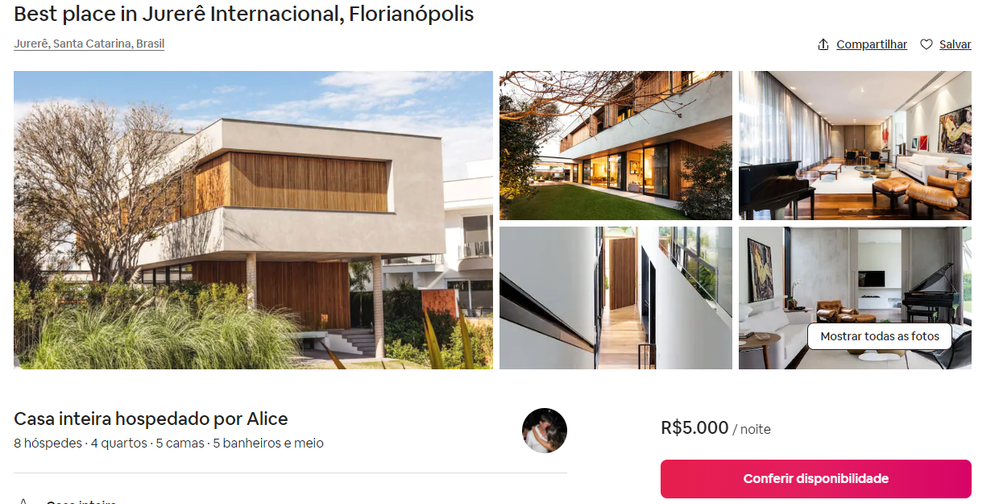 Best place in Jurerê Internacional, Florianópolis
Jurerê, Santa Catarina, Brasil
Compartilhar
Salvar
Mostrar todas as fotos
Casa inteira hospedado por Alice
8 hóspedes · 4 quartos · 5 camas · 5 banheiros e meio
R$5.000 / noite
Conferir disponibilidade
Casa inteira